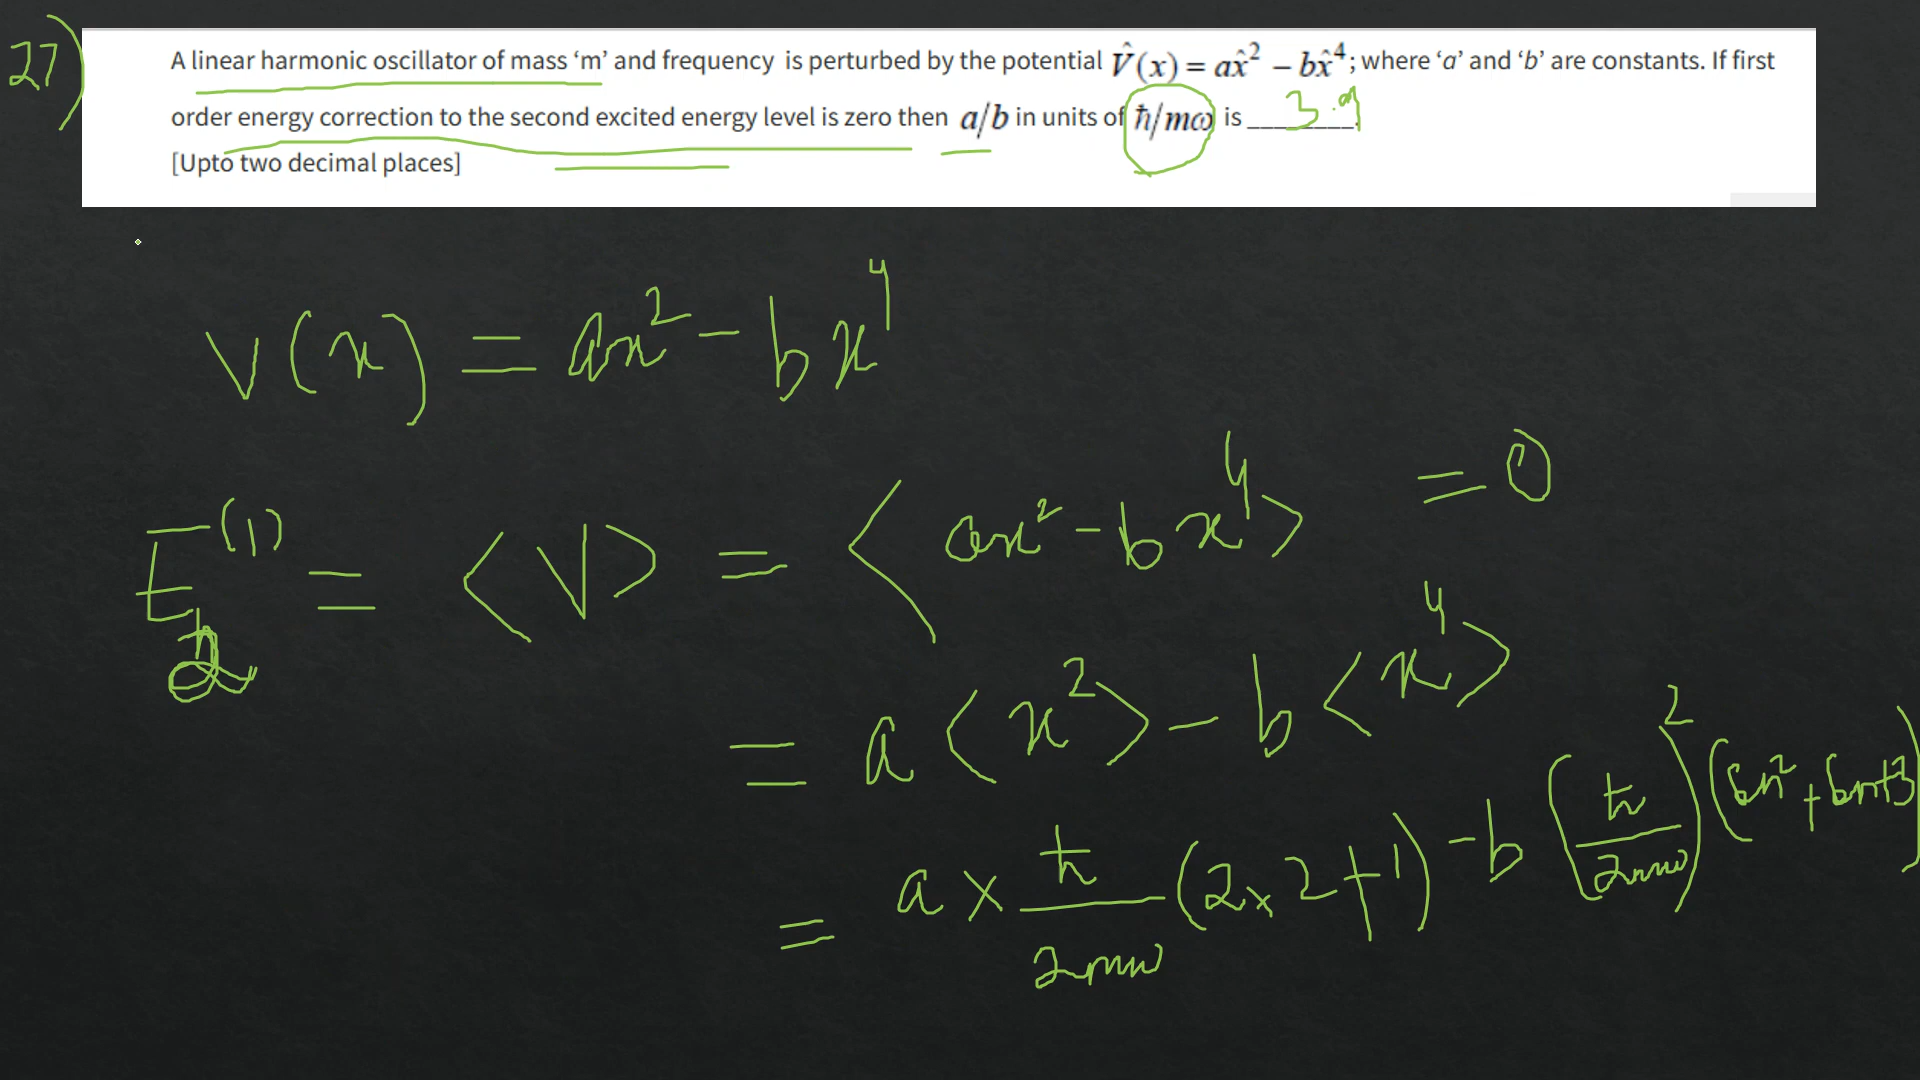 27)
A linear harmonic oscillator of mass ‘m’ and frequency is perturbed by the potential V̂(x) = ax̂² – bx̂⁴; where ‘a’ and ‘b’ are constants. If first
order energy correction to the second excited energy level is zero then a/b in units of ħ/mω is ________. 3.9
[Upto two decimal places]
V(x) = ax² – bx⁴
E₂⁽¹⁾ = <V> = <ax² – bx⁴> = 0
= a<x²> – b<x⁴>
= a × ħ/2mω (2×2+1) – b (ħ/2mω)² (6n²+6n+3)